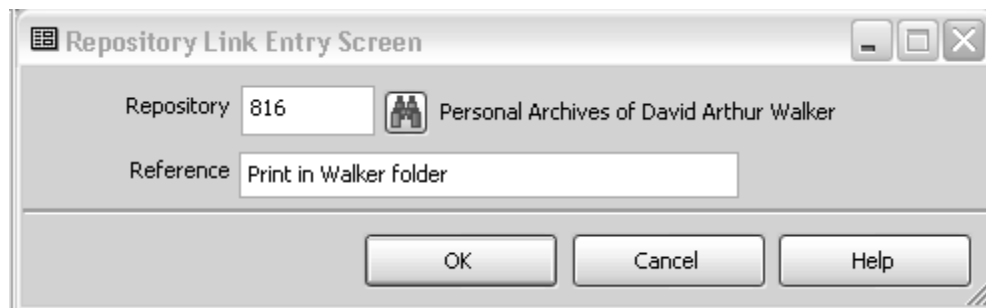 Repository Link Entry Screen
Repository 816 Personal Archives of David Arthur Walker
Reference Print in Walker folder
OK Cancel Help